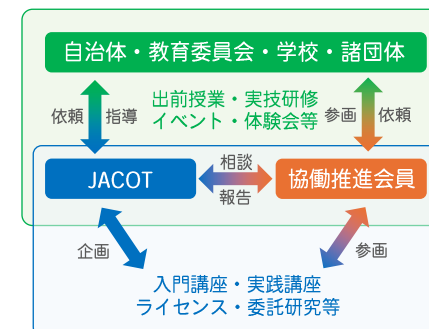 自治体・教育委員会・学校・諸団体
依頼
指導
出前授業・実技研修
イベント・体験会等
参画
依頼
JACOT
相談
報告
協働推進会員
企画
参画
入門講座・実践講座
ライセンス・委託研究等